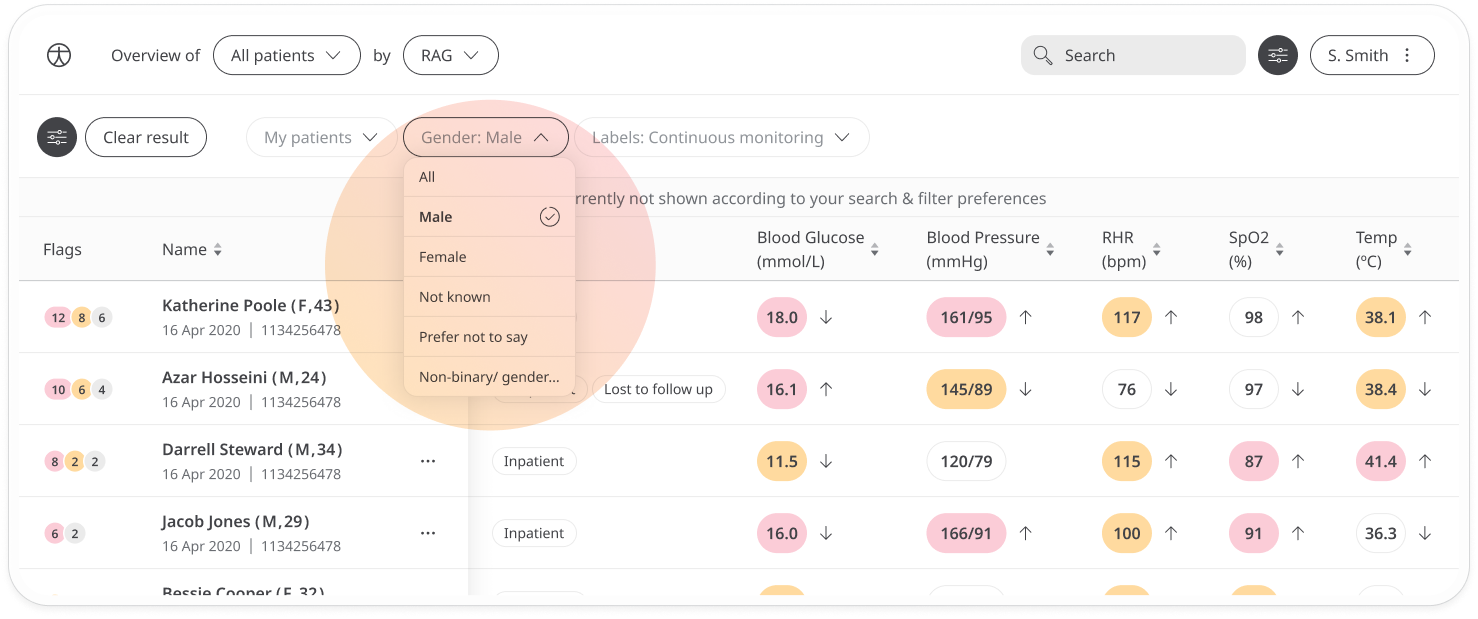 Overview of All patients by RAG Search S. Smith
Clear result My patients Gender: Male Labels: Continuous monitoring
All
currently not shown according to your search & filter preferences
Male
Female
Not known
Prefer not to say
Non-binary/ gender...
Flags Name Blood Glucose (mmol/L) Blood Pressure (mmHg) RHR (bpm) SpO2 (%) Temp (ºC)
12 8 6 Katherine Poole (F,43) 18.0 161/95 117 98 38.1
16 Apr 2020 | 1134256478
10 6 4 Azar Hosseini (M,24) Lost to follow up 16.1 145/89 76 97 38.4
16 Apr 2020 | 1134256478
8 2 2 Darrell Steward (M,34) Inpatient 11.5 120/79 115 87 41.4
16 Apr 2020 | 1134256478
6 2 Jacob Jones (M,29) Inpatient 16.0 166/91 100 91 36.3
16 Apr 2020 | 1134256478
Bessie Cooper (F,32)